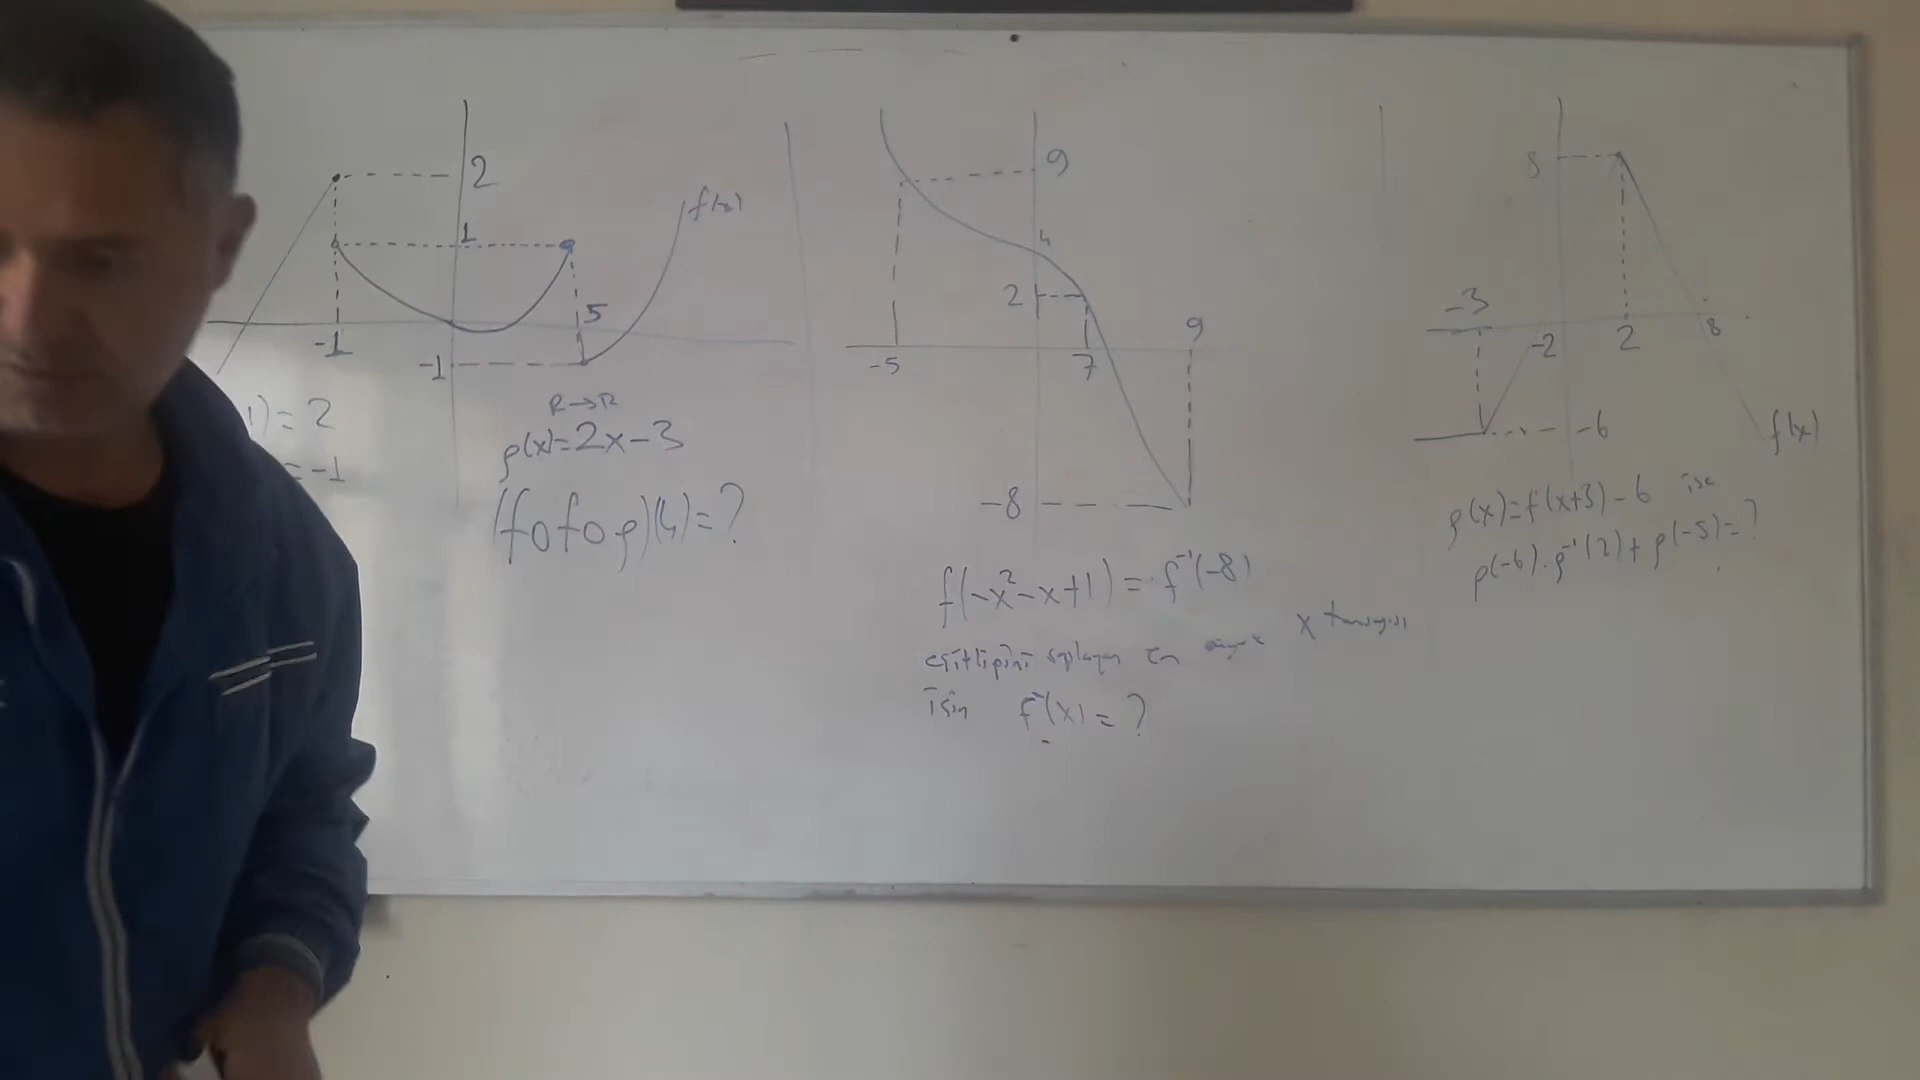 2
1
f(x)
5
-1
-1
1) = 2
= -1
R→R
g(x)=2x-3
(fofog)(4)=?
9
4
2
9
-5
7
-8
f(-x²-x+1) = f⁻¹(-8)
eşitliğini sağlayan en x tamsayısı
için f⁻¹(x) = ?
8
-3
-2
2
8
-6
f(x)
g(x)=f(x+3)-6 ise
g(-6).g⁻¹(2)+g(-5)=?